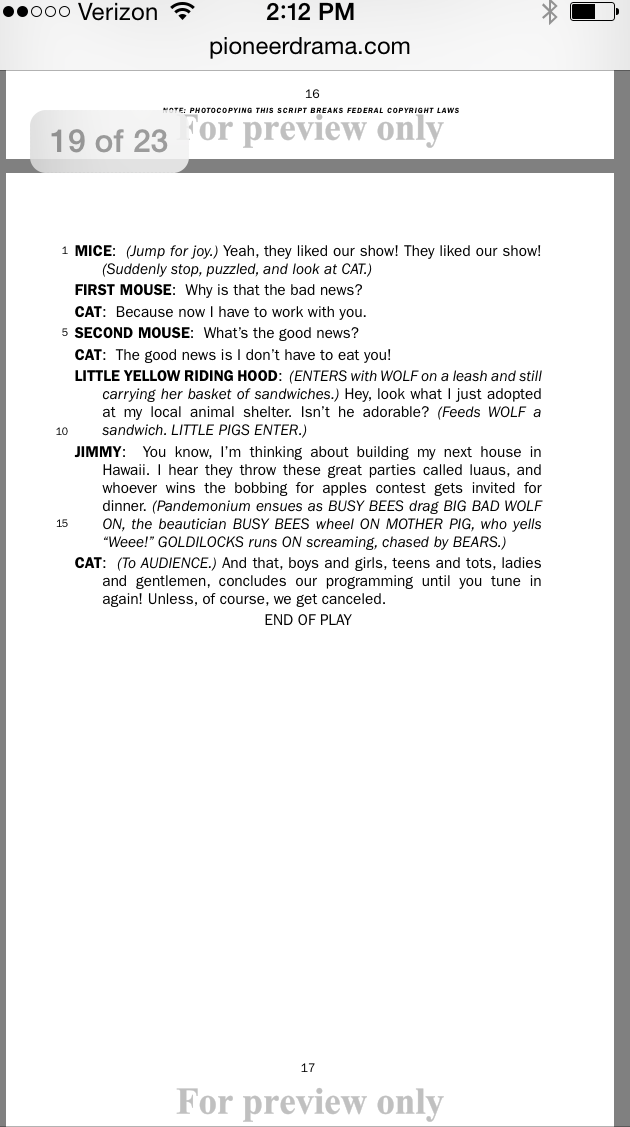 Verizon 2:12 PM
pioneerdrama.com
16
NOTE: PHOTOCOPYING THIS SCRIPT BREAKS FEDERAL COPYRIGHT LAWS
For preview only
19 of 23
1 MICE: (Jump for joy.) Yeah, they liked our show! They liked our show!
(Suddenly stop, puzzled, and look at CAT.)
FIRST MOUSE: Why is that the bad news?
CAT: Because now I have to work with you.
5 SECOND MOUSE: What's the good news?
CAT: The good news is I don't have to eat you!
LITTLE YELLOW RIDING HOOD: (ENTERS with WOLF on a leash and still
carrying her basket of sandwiches.) Hey, look what I just adopted
at my local animal shelter. Isn't he adorable? (Feeds WOLF a
10 sandwich. LITTLE PIGS ENTER.)
JIMMY: You know, I'm thinking about building my next house in
Hawaii. I hear they throw these great parties called luaus, and
whoever wins the bobbing for apples contest gets invited for
dinner. (Pandemonium ensues as BUSY BEES drag BIG BAD WOLF
15 ON, the beautician BUSY BEES wheel ON MOTHER PIG, who yells
“Weee!” GOLDILOCKS runs ON screaming, chased by BEARS.)
CAT: (To AUDIENCE.) And that, boys and girls, teens and tots, ladies
and gentlemen, concludes our programming until you tune in
again! Unless, of course, we get canceled.
END OF PLAY
17
For preview only